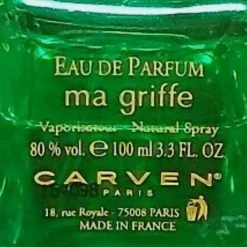 EAU DE PARFUM
ma griffe
Vaporisateur - Natural Spray
80 % vol. ℮ 100 ml 3.3 FL. OZ
CARVEN®
PARIS
18, rue Royale - 75008 PARIS
MADE IN FRANCE